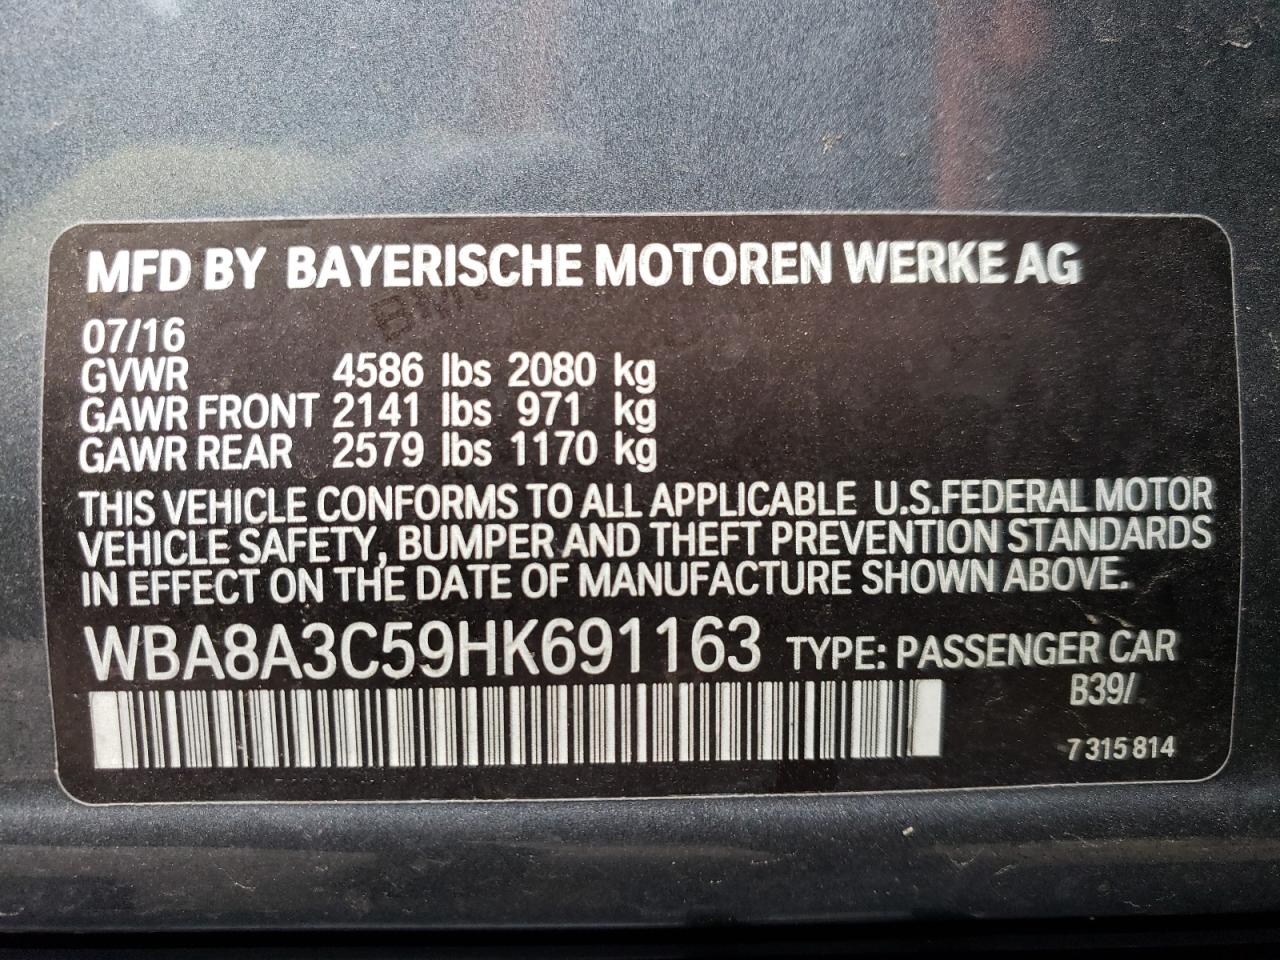 MFD BY BAYERISCHE MOTOREN WERKE AG
07/16
GVWR 4586 lbs 2080 kg
GAWR FRONT 2141 lbs 971 kg
GAWR REAR 2579 lbs 1170 kg
THIS VEHICLE CONFORMS TO ALL APPLICABLE U.S.FEDERAL MOTOR
VEHICLE SAFETY, BUMPER AND THEFT PREVENTION STANDARDS
IN EFFECT ON THE DATE OF MANUFACTURE SHOWN ABOVE.
WBA8A3C59HK691163 TYPE: PASSENGER CAR
B39/
7 315 814